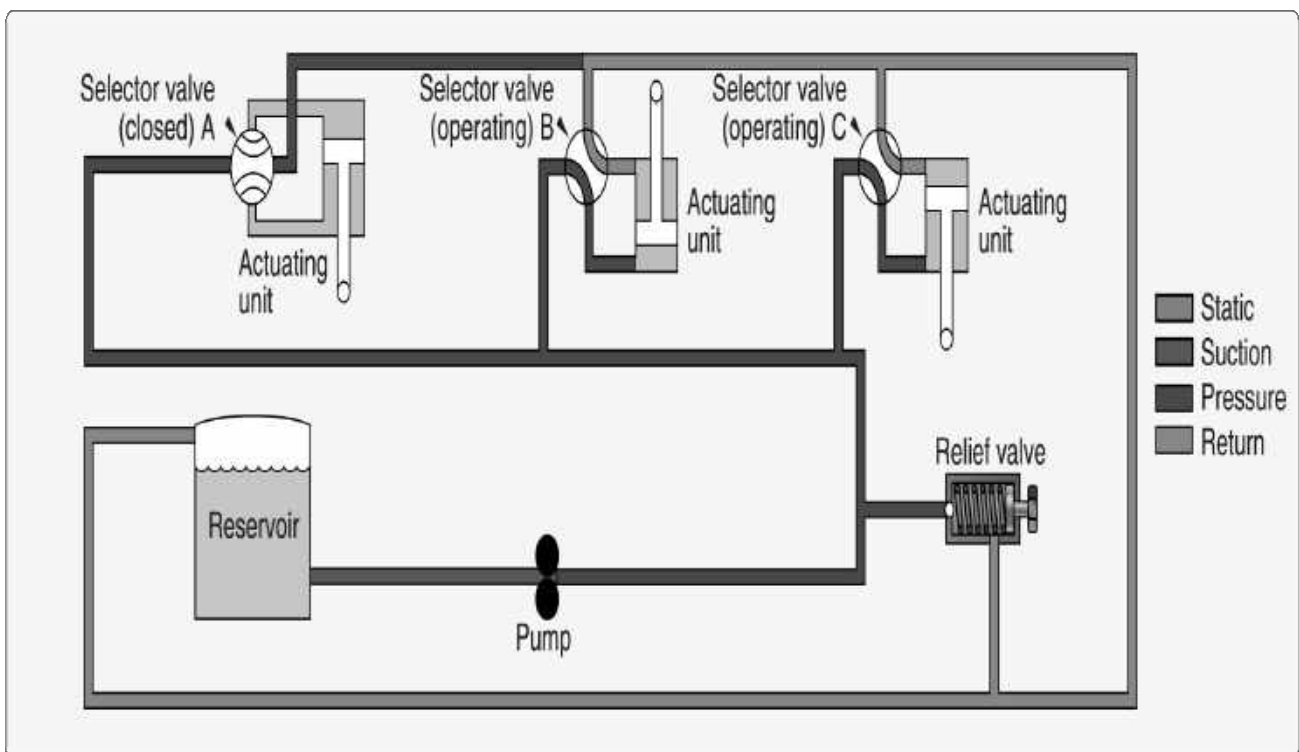 Selector valve
(closed) A
Selector valve
(operating) B
Selector valve
(operating) C
Actuating
unit
Actuating
unit
Actuating
unit
Static
Suction
Pressure
Return
Relief valve
Reservoir
Pump